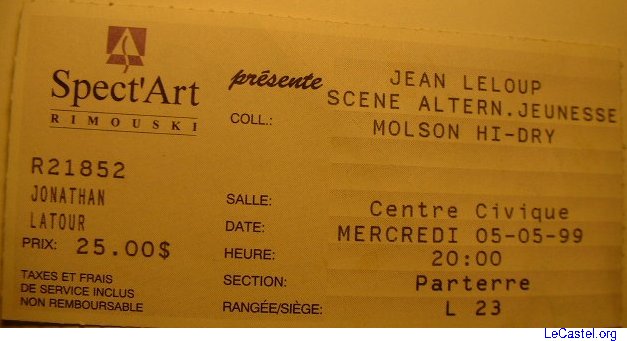 Spect'Art
RIMOUSKI
présente
JEAN LELOUP
SCENE ALTERN.JEUNESSE
COLL.: MOLSON HI-DRY
R21852
JONATHAN
LATOUR
PRIX: 25.00$
TAXES ET FRAIS
DE SERVICE INCLUS
NON REMBOURSABLE
SALLE: Centre Civique
DATE: MERCREDI 05-05-99
HEURE: 20:00
SECTION: Parterre
RANGÉE/SIÈGE: L 23
LeCastel.org